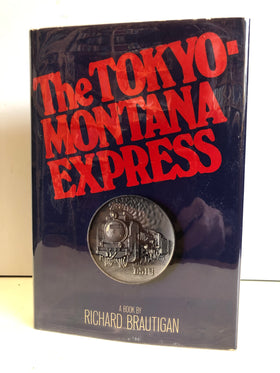 The TOKYO-
MONTANA
EXPRESS
A BOOK BY
RICHARD BRAUTIGAN